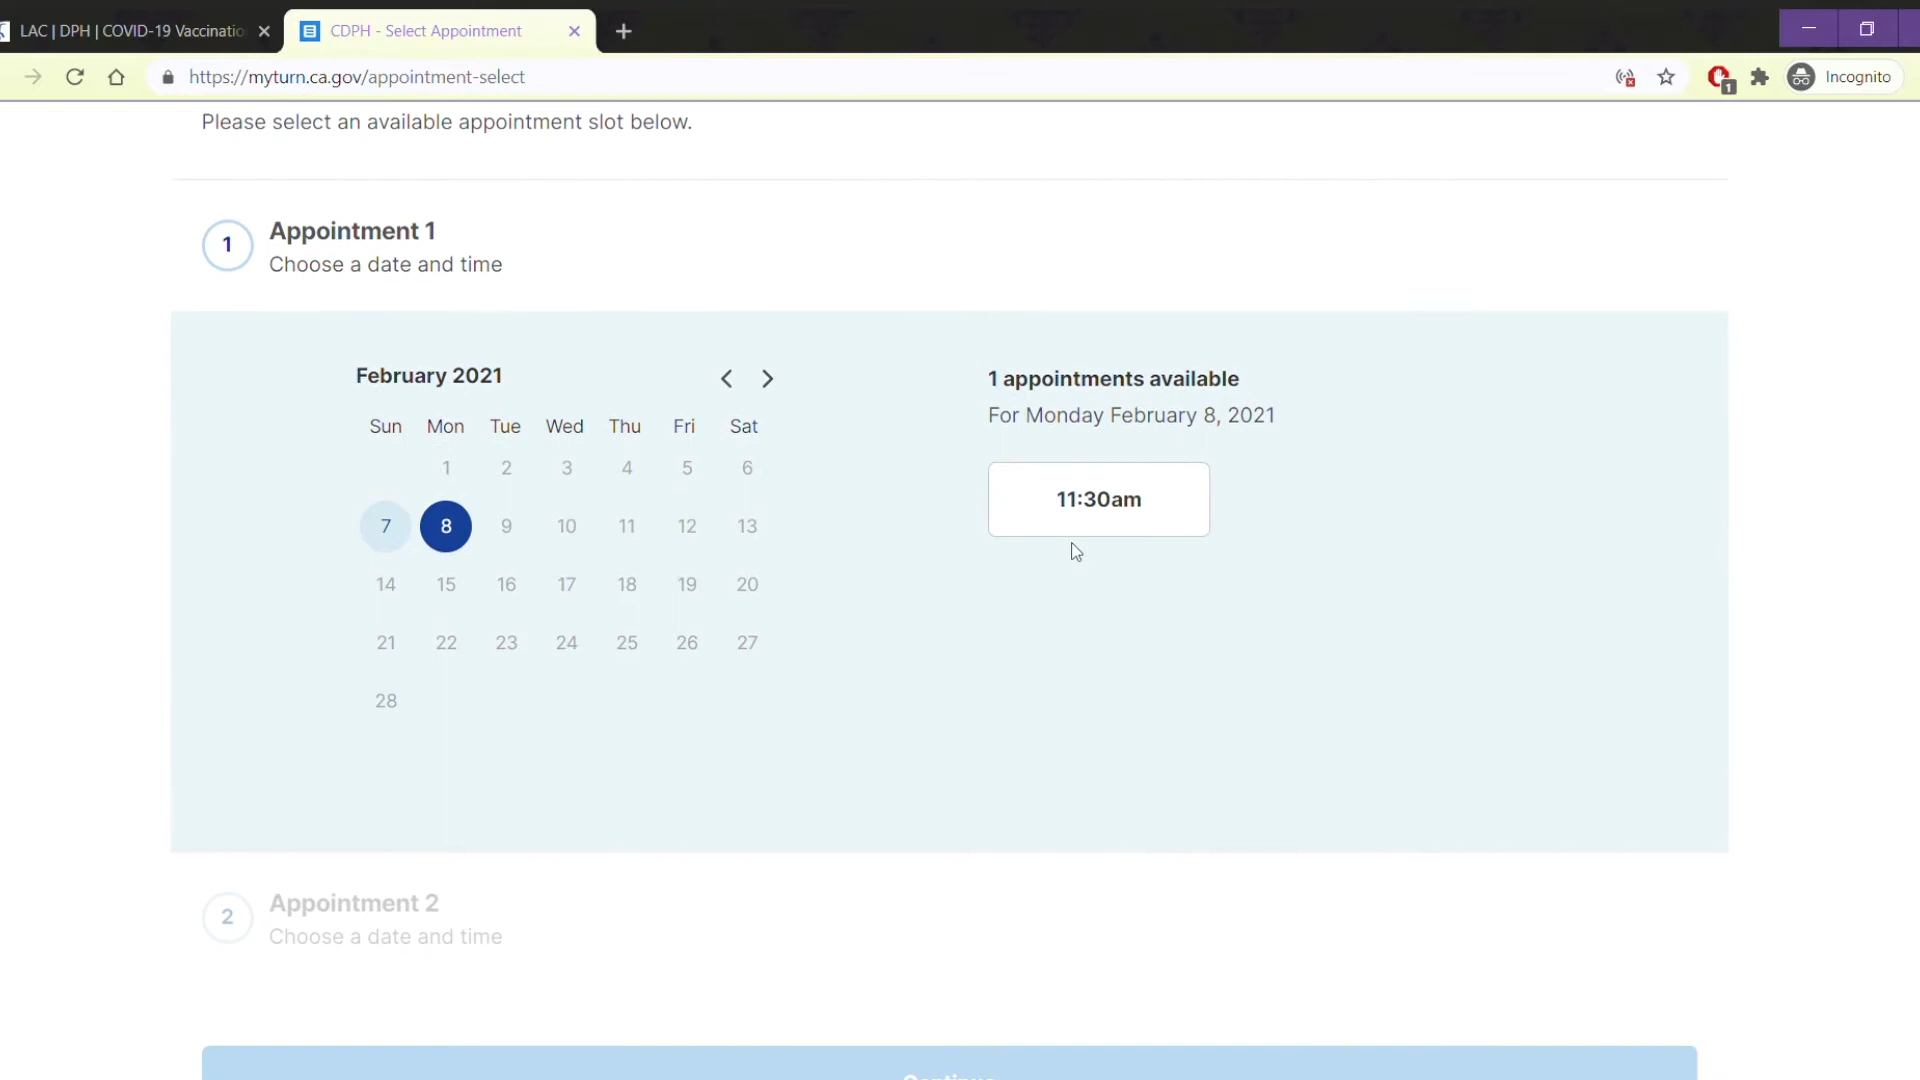 LAC | DPH | COVID-19 Vaccinatio
CDPH - Select Appointment
https://myturn.ca.gov/appointment-select
1
Incognito
Please select an available appointment slot below.
1
Appointment 1
Choose a date and time
February 2021
Sun Mon Tue Wed Thu Fri Sat
1 2 3 4 5 6
7 8 9 10 11 12 13
14 15 16 17 18 19 20
21 22 23 24 25 26 27
28
1 appointments available
For Monday February 8, 2021
11:30am
2
Appointment 2
Choose a date and time
Continue